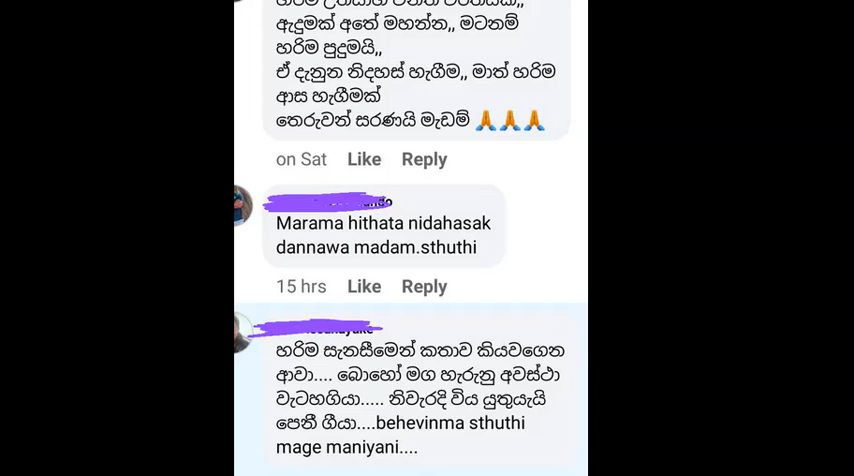 ඇදුමක් අතේ මහන්න,, මටනම්
හරිම පුදුමයි,,
ඒ දැනුන නිදහස් හැගීම,, මාත් හරිම
ආස හැගීමක්
තෙරුවන් සරණයි මැඩම් 🙏🙏🙏
on Sat Like Reply
Marama hithata nidahasak
dannawa madam.sthuthi
15 hrs Like Reply
හරිම සැනසීමෙන් කතාව කියවගෙන
ආවා.... බොහෝ මග හැරුනු අවස්ථා
වැටහගියා..... නිවැරදි විය යුතුයැයි
පෙනී ගීයා....behevinma sthuthi
mage maniyani....